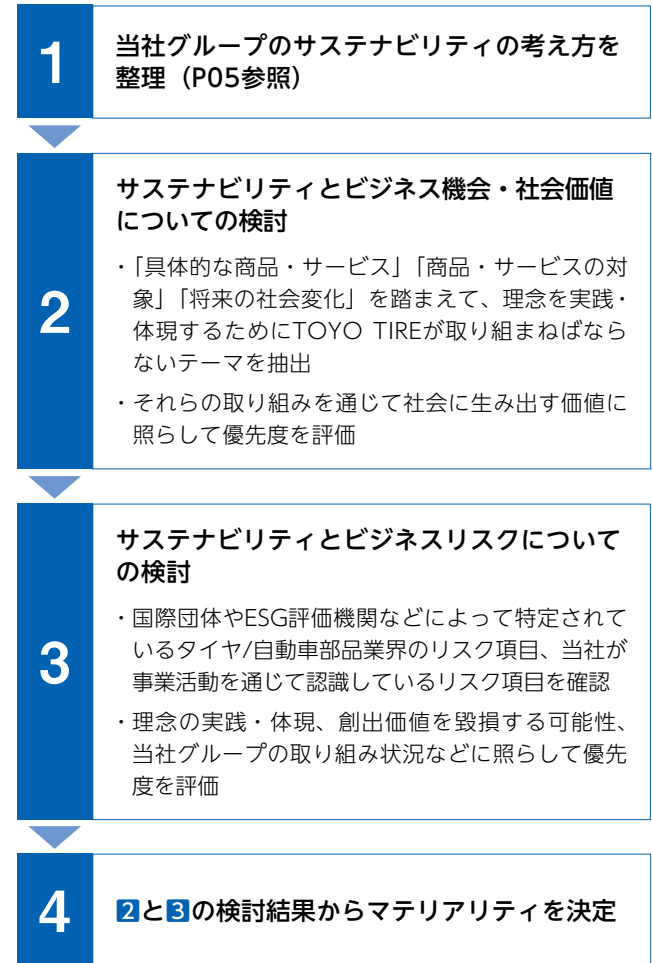 1
当社グループのサステナビリティの考え方を
整理（P05参照）
2
サステナビリティとビジネス機会・社会価値
についての検討
・「具体的な商品・サービス」「商品・サービスの対
象」「将来の社会変化」を踏まえて、理念を実践・
体現するためにTOYO TIREが取り組まねばなら
ないテーマを抽出
・それらの取り組みを通じて社会に生み出す価値に
照らして優先度を評価
3
サステナビリティとビジネスリスクについて
の検討
・国際団体やESG評価機関などによって特定されて
いるタイヤ/自動車部品業界のリスク項目、当社が
事業活動を通じて認識しているリスク項目を確認
・理念の実践・体現、創出価値を毀損する可能性、
当社グループの取り組み状況などに照らして優先
度を評価
4
2と3の検討結果からマテリアリティを決定